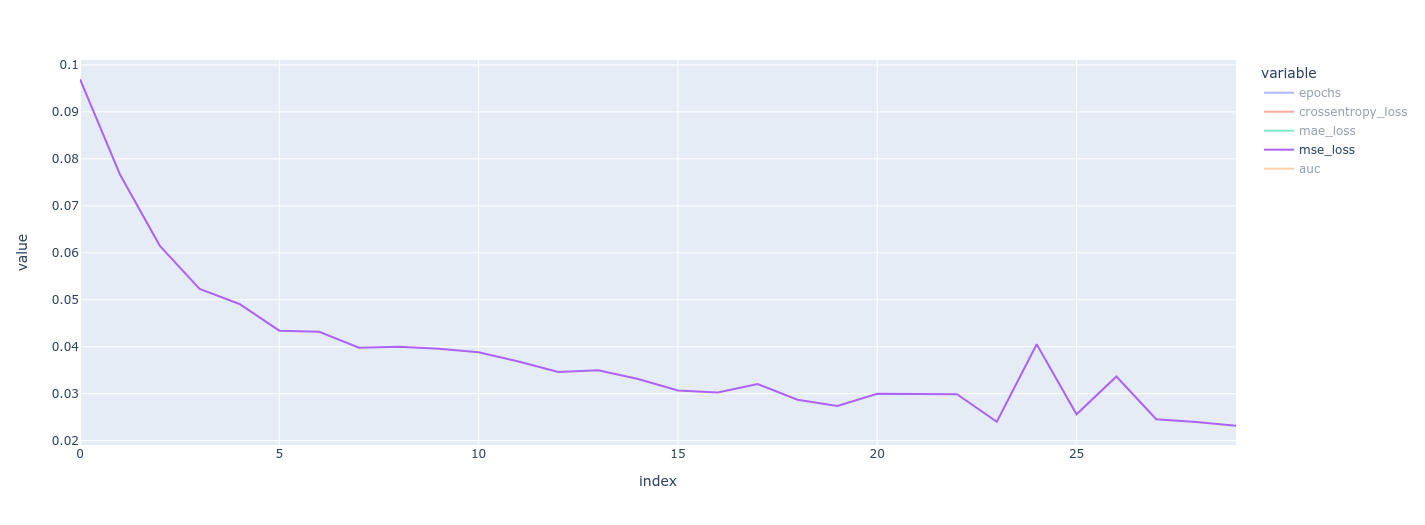 0.1
0.09
0.08
0.07
0.06
0.05
0.04
0.03
0.02
value
0
5
10
15
20
25
index
variable
epochs
crossentropy_loss
mae_loss
mse_loss
auc